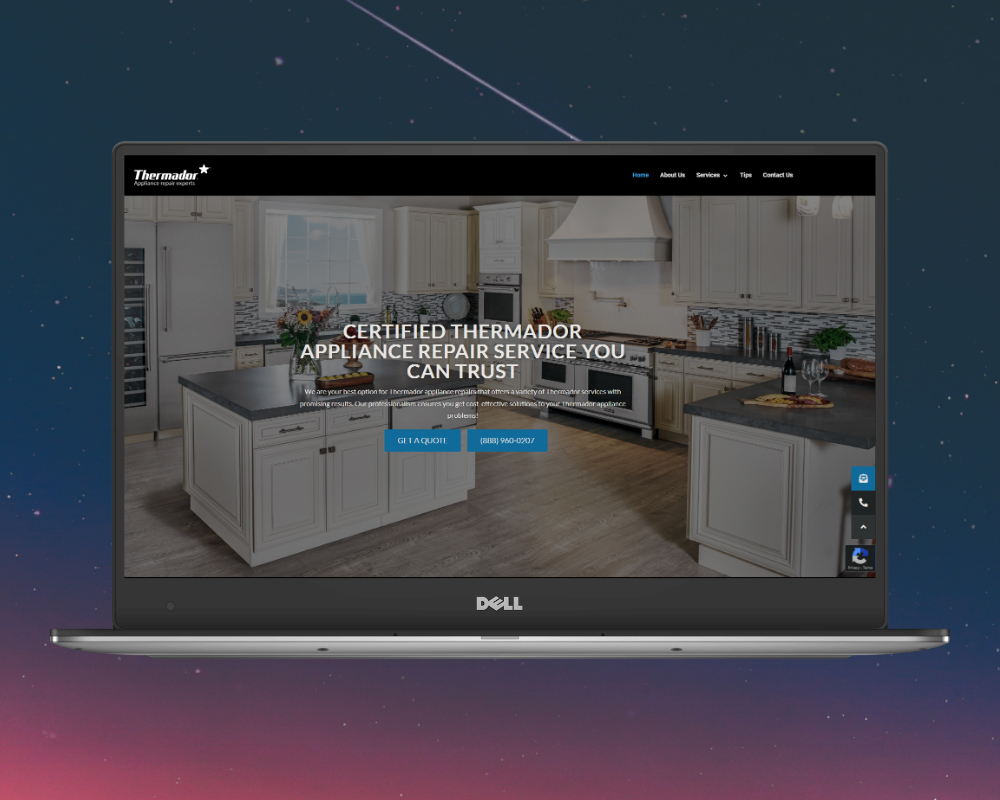 Thermador
Appliance repair experts
Home About Us Services Tips Contact Us
CERTIFIED THERMADOR
APPLIANCE REPAIR SERVICE YOU
CAN TRUST
We are your best option for Thermador appliance repairs that offers a variety of Thermador services with
promising results. Our professionalism ensures you get cost-effective solutions to your Thermador appliance
problems!
GET A QUOTE (888) 960-0207
Privacy - Terms
DELL